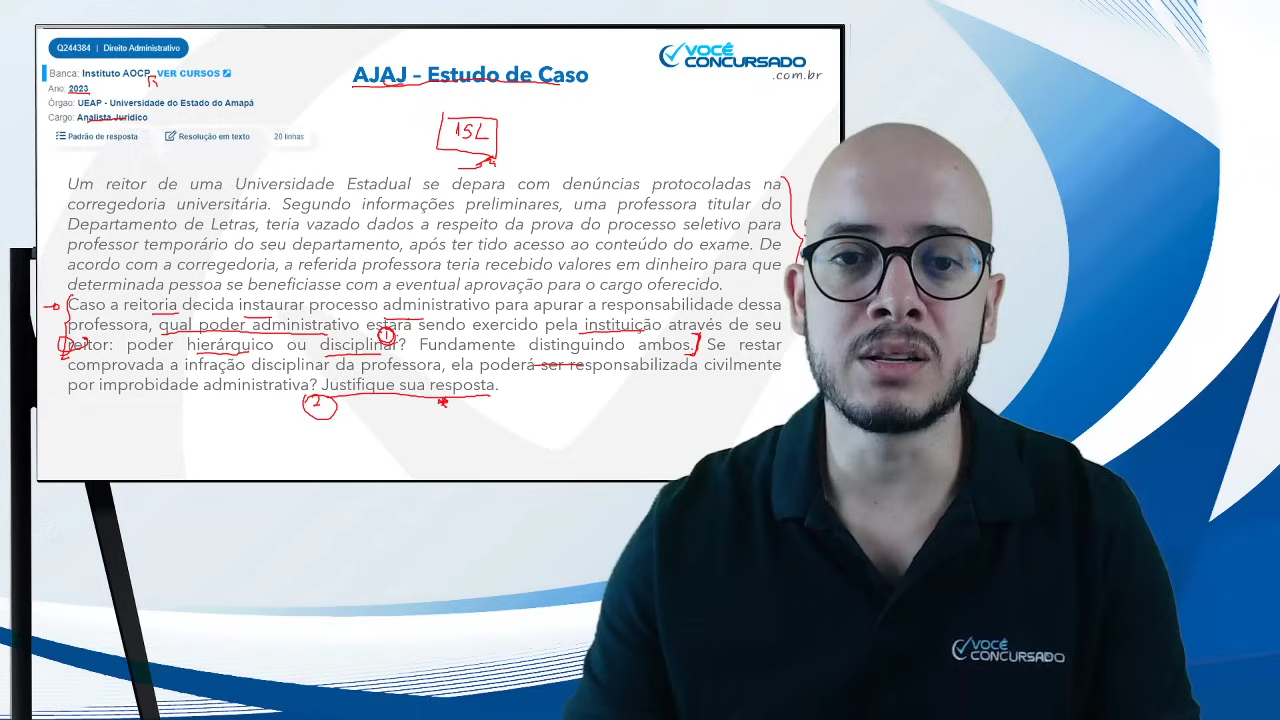 Q244384 | Direito Administrativo
Banca: Instituto AOCP VER CURSOS
Ano: 2023
Órgao: UEAP - Universidade do Estado do Amapá
Cargo: Analista Jurídico
Padrão de resposta Resolução em texto 20 linhas
AJAJ – Estudo de Caso
VOCÊ
CONCURSADO
.com.br
15L
Um reitor de uma Universidade Estadual se depara com denúncias protocoladas na
corregedoria universitária. Segundo informações preliminares, uma professora titular do
Departamento de Letras, teria vazado dados a respeito da prova do processo seletivo para
professor temporário do seu departamento, após ter tido acesso ao conteúdo do exame. De
acordo com a corregedoria, a referida professora teria recebido valores em dinheiro para que
determinada pessoa se beneficiasse com a eventual aprovação para o cargo oferecido.
Caso a reitoria decida instaurar processo administrativo para apurar a responsabilidade dessa
professora, qual poder administrativo estará sendo exercido pela instituição através de seu
reitor: poder hierárquico ou disciplinar? Fundamente distinguindo ambos. Se restar
comprovada a infração disciplinar da professora, ela poderá ser responsabilizada civilmente
por improbidade administrativa? Justifique sua resposta.
1
2
VOCÊ
CONCURSADO